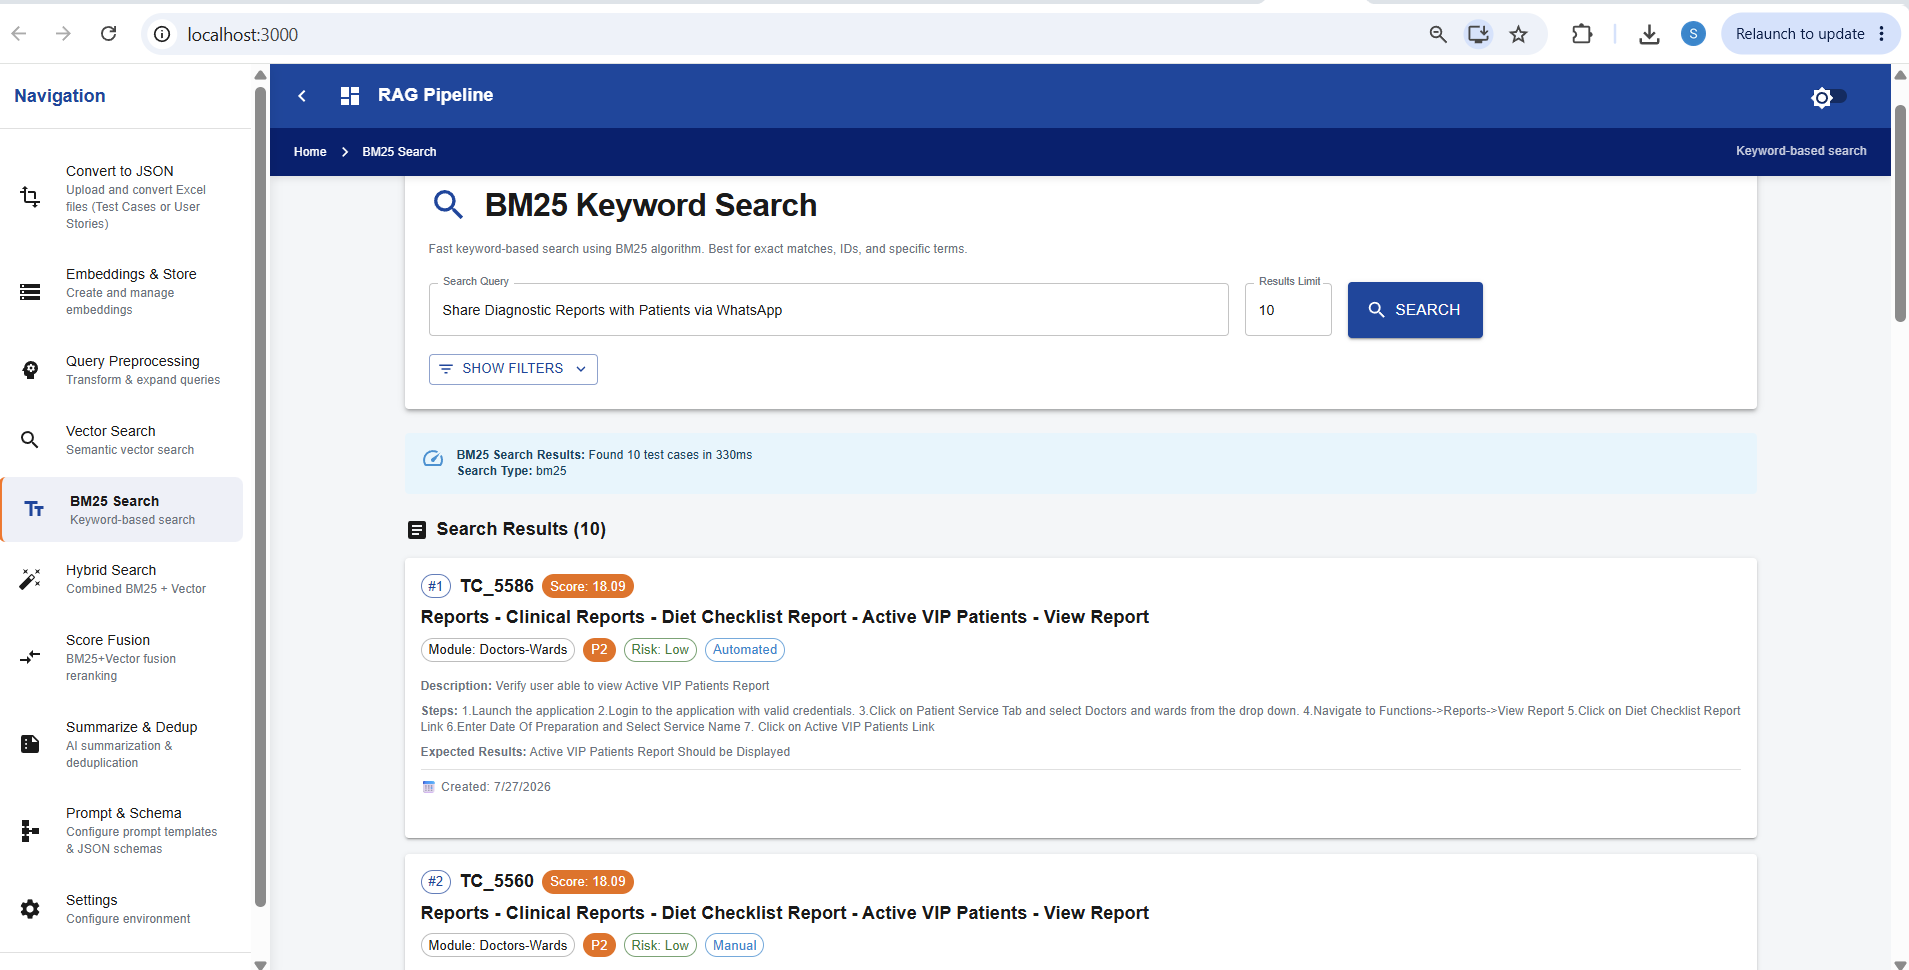 localhost:3000
S
Relaunch to update
Navigation
Convert to JSON
Upload and convert Excel
files (Test Cases or User
Stories)
Embeddings & Store
Create and manage
embeddings
Query Preprocessing
Transform & expand queries
Vector Search
Semantic vector search
Tт
BM25 Search
Keyword-based search
Hybrid Search
Combined BM25 + Vector
Score Fusion
BM25+Vector fusion
reranking
Summarize & Dedup
AI summarization &
deduplication
Prompt & Schema
Configure prompt templates
& JSON schemas
Settings
Configure environment
RAG Pipeline
Home > BM25 Search
Keyword-based search
BM25 Keyword Search
Fast keyword-based search using BM25 algorithm. Best for exact matches, IDs, and specific terms.
Search Query
Share Diagnostic Reports with Patients via WhatsApp
Results Limit
10
SEARCH
SHOW FILTERS
BM25 Search Results: Found 10 test cases in 330ms
Search Type: bm25
Search Results (10)
#1 TC_5586 Score: 18.09
Reports - Clinical Reports - Diet Checklist Report - Active VIP Patients - View Report
Module: Doctors-Wards P2 Risk: Low Automated
Description: Verify user able to view Active VIP Patients Report
Steps: 1.Launch the application 2.Login to the application with valid credentials. 3.Click on Patient Service Tab and select Doctors and wards from the drop down. 4.Navigate to Functions->Reports->View Report 5.Click on Diet Checklist Report
Link 6.Enter Date Of Preparation and Select Service Name 7. Click on Active VIP Patients Link
Expected Results: Active VIP Patients Report Should be Displayed
Created: 7/27/2026
#2 TC_5560 Score: 18.09
Reports - Clinical Reports - Diet Checklist Report - Active VIP Patients - View Report
Module: Doctors-Wards P2 Risk: Low Manual